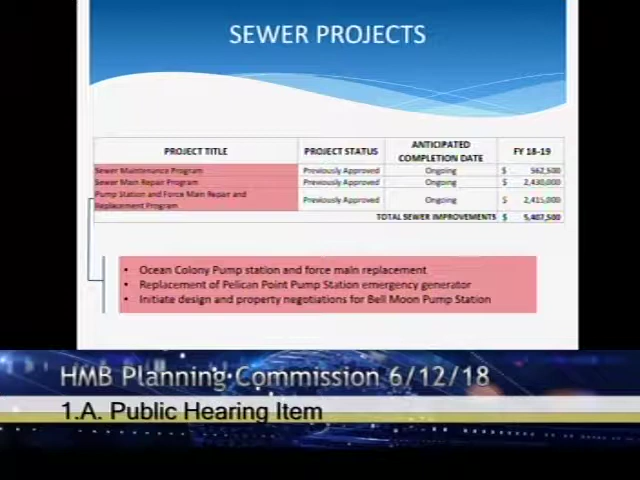 SEWER PROJECTS
PROJECT TITLE PROJECT STATUS ANTICIPATED COMPLETION DATE FY 18-19
Sewer Maintenance Program Previously Approved Ongoing $ 562,500
Sewer Main Repair Program Previously Approved Ongoing $ 2,430,000
Pump Station and Force Main Repair and
Replacement Program Previously Approved Ongoing $ 2,415,000
TOTAL SEWER IMPROVEMENTS $ 5,407,500
• Ocean Colony Pump station and force main replacement
• Replacement of Pelican Point Pump Station emergency generator
• Initiate design and property negotiations for Bell Moon Pump Station
HMB Planning Commission 6/12/18
1.A. Public Hearing Item